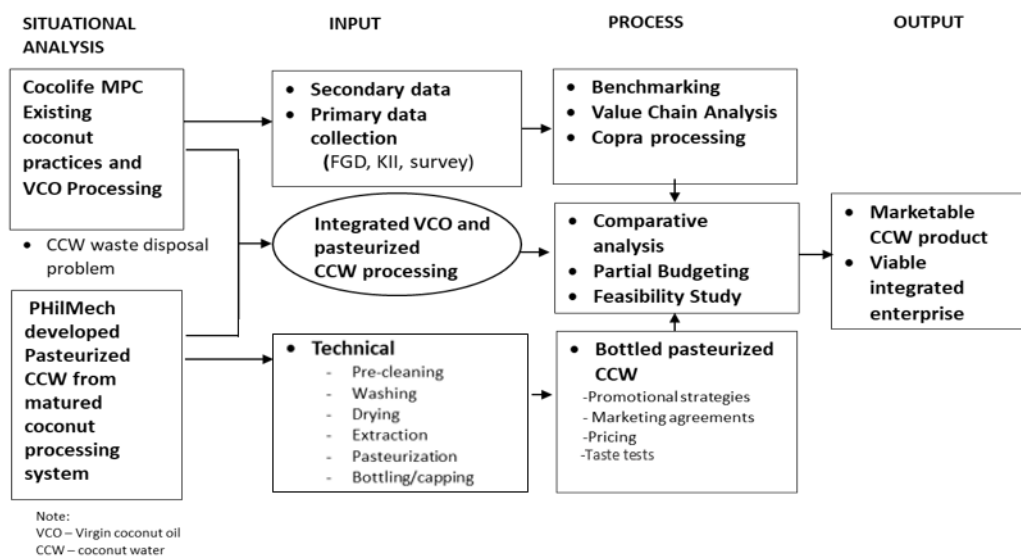 SITUATIONAL
ANALYSIS
INPUT
PROCESS
OUTPUT
Cocolife MPC
Existing
coconut
practices and
VCO Processing
• CCW waste disposal
problem
PHilMech
developed
Pasteurized
CCW from
matured
coconut
processing
system
• Secondary data
• Primary data
collection
(FGD, KII, survey)
Integrated VCO and
pasteurized
CCW processing
• Technical
- Pre-cleaning
- Washing
- Drying
- Extraction
- Pasteurization
- Bottling/capping
• Benchmarking
• Value Chain Analysis
• Copra processing
• Comparative
analysis
• Partial Budgeting
• Feasibility Study
• Bottled pasteurized
CCW
-Promotional strategies
- Marketing agreements
-Pricing
-Taste tests
• Marketable
CCW product
• Viable
integrated
enterprise
Note:
VCO – Virgin coconut oil
CCW – coconut water